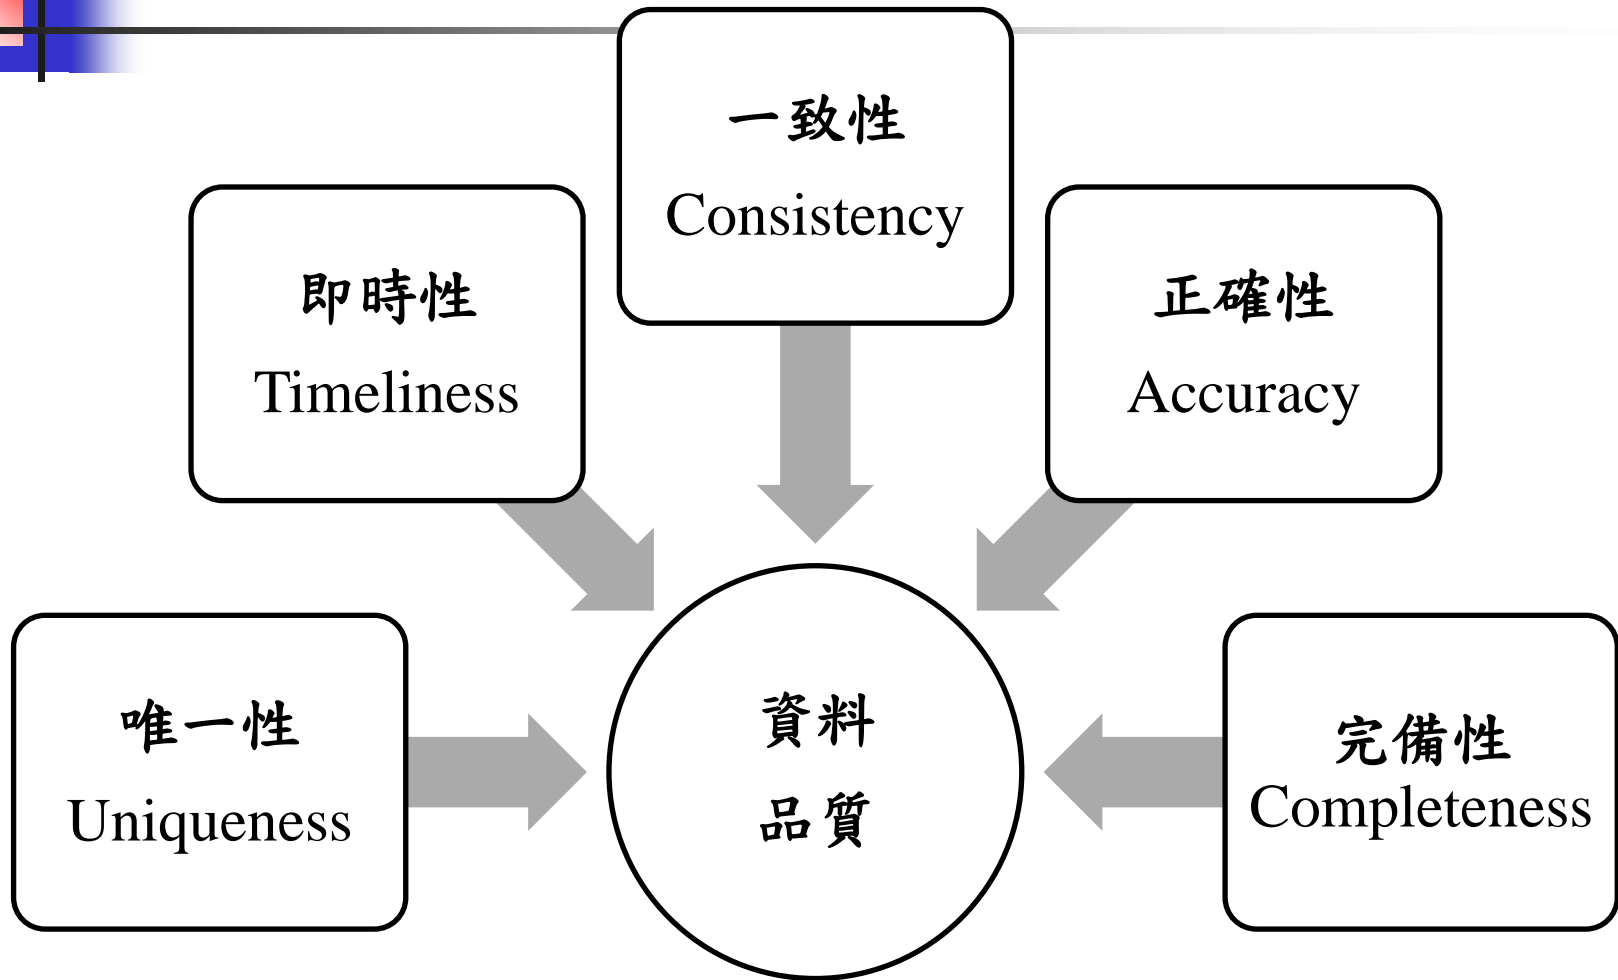 一致性
Consistency
即時性
Timeliness
正確性
Accuracy
唯一性
Uniqueness
資料
品質
完備性
Completeness